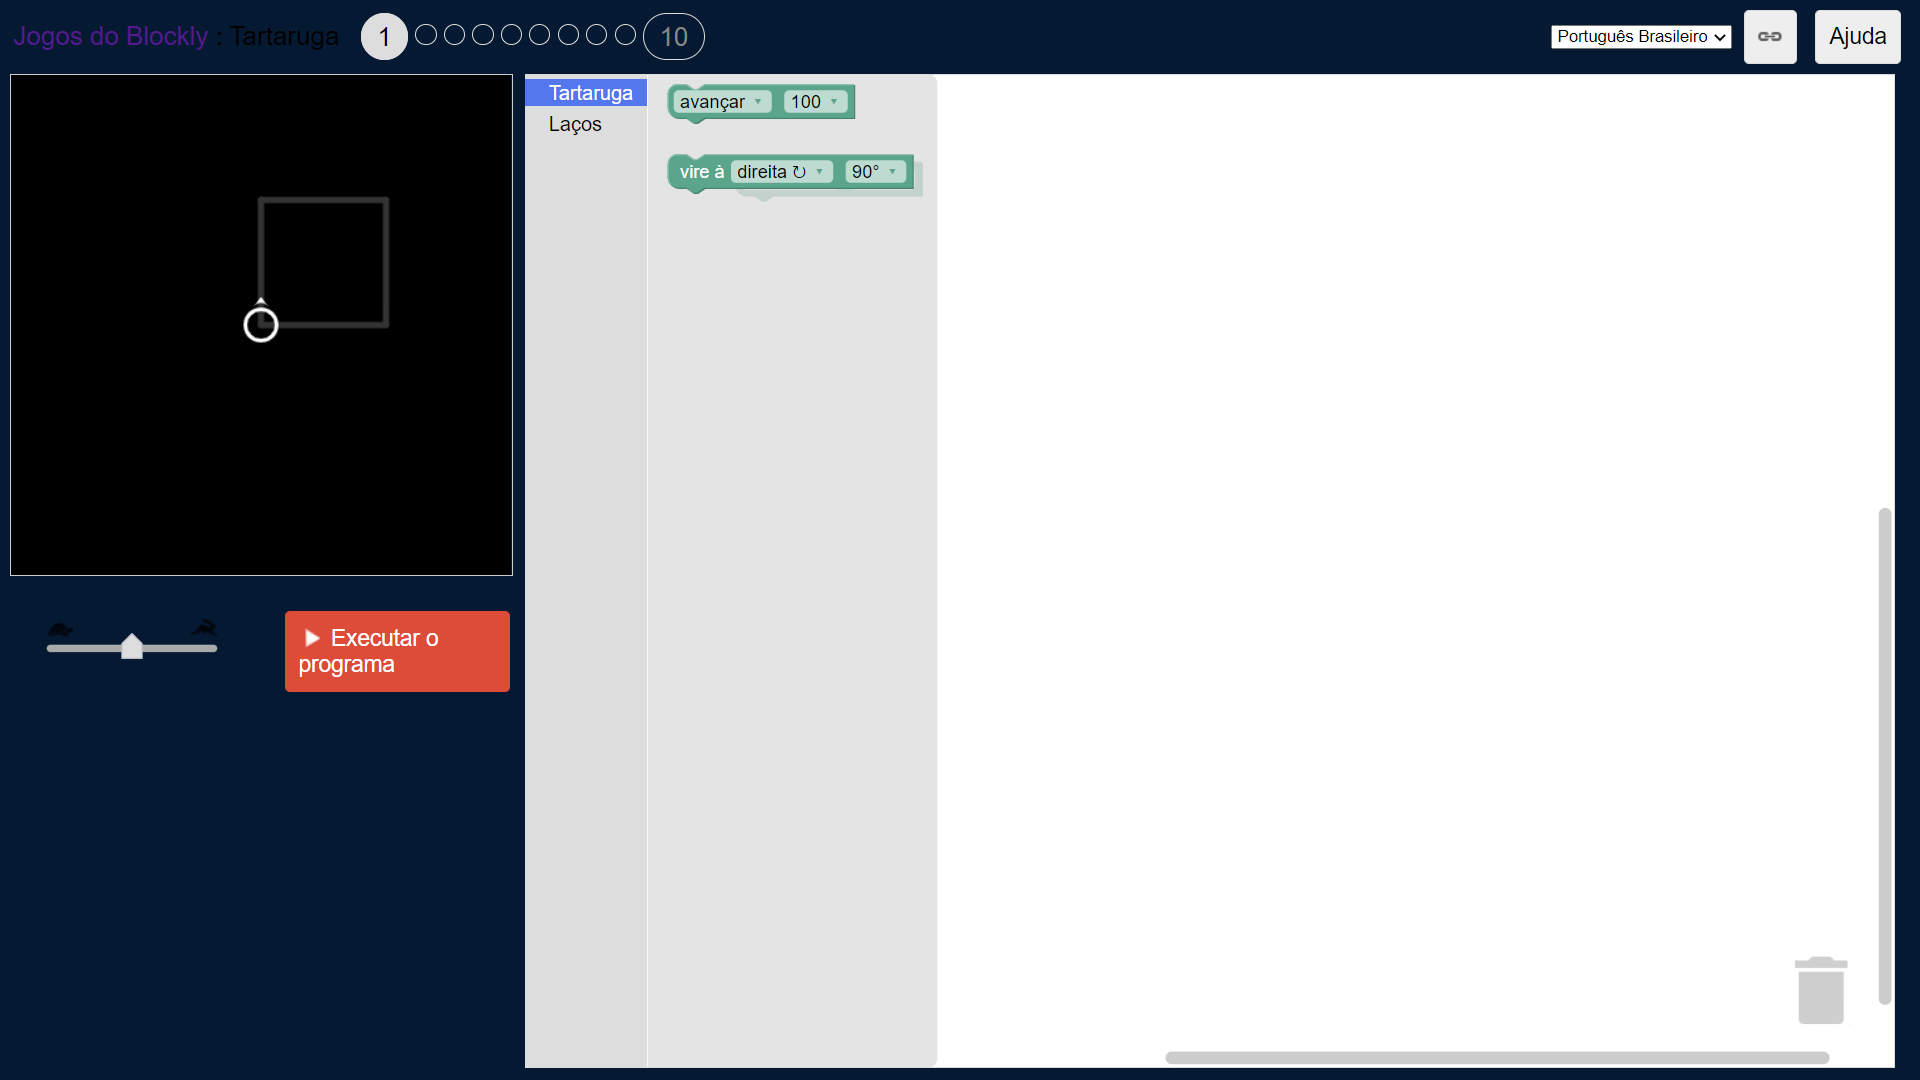 Jogos do Blockly : Tartaruga 1 10 Português Brasileiro Ajuda
Tartaruga
Laços
avançar 100
vire à direita ↻ 90°
Executar o
programa